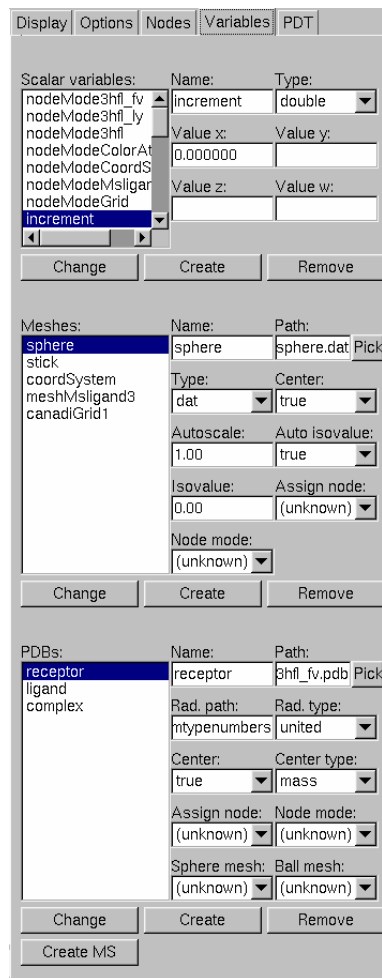 Display Options Nodes Variables PDT
Scalar variables: Name: Type:
nodeMode3hfl_fv increment double
nodeMode3hfl_ly
nodeMode3hfl Value x: Value y:
nodeModeColorAt 0.000000
nodeModeCoordS
nodeModeMsligar Value z: Value w:
nodeModeGrid
increment
Change Create Remove
Meshes: Name: Path:
sphere sphere sphere.dat Pick
stick
coordSystem Type: Center:
meshMsligand3 dat true
canadiGrid1
Autoscale: Auto isovalue:
1.00 true
Isovalue: Assign node:
0.00 (unknown)
Node mode:
(unknown)
Change Create Remove
PDBs: Name: Path:
receptor receptor 3hfl_fv.pdb Pick
ligand
complex Rad. path: Rad. type:
mtypenumbers united
Center: Center type:
true mass
Assign node: Node mode:
(unknown) (unknown)
Sphere mesh: Ball mesh:
(unknown) (unknown)
Change Create Remove
Create MS